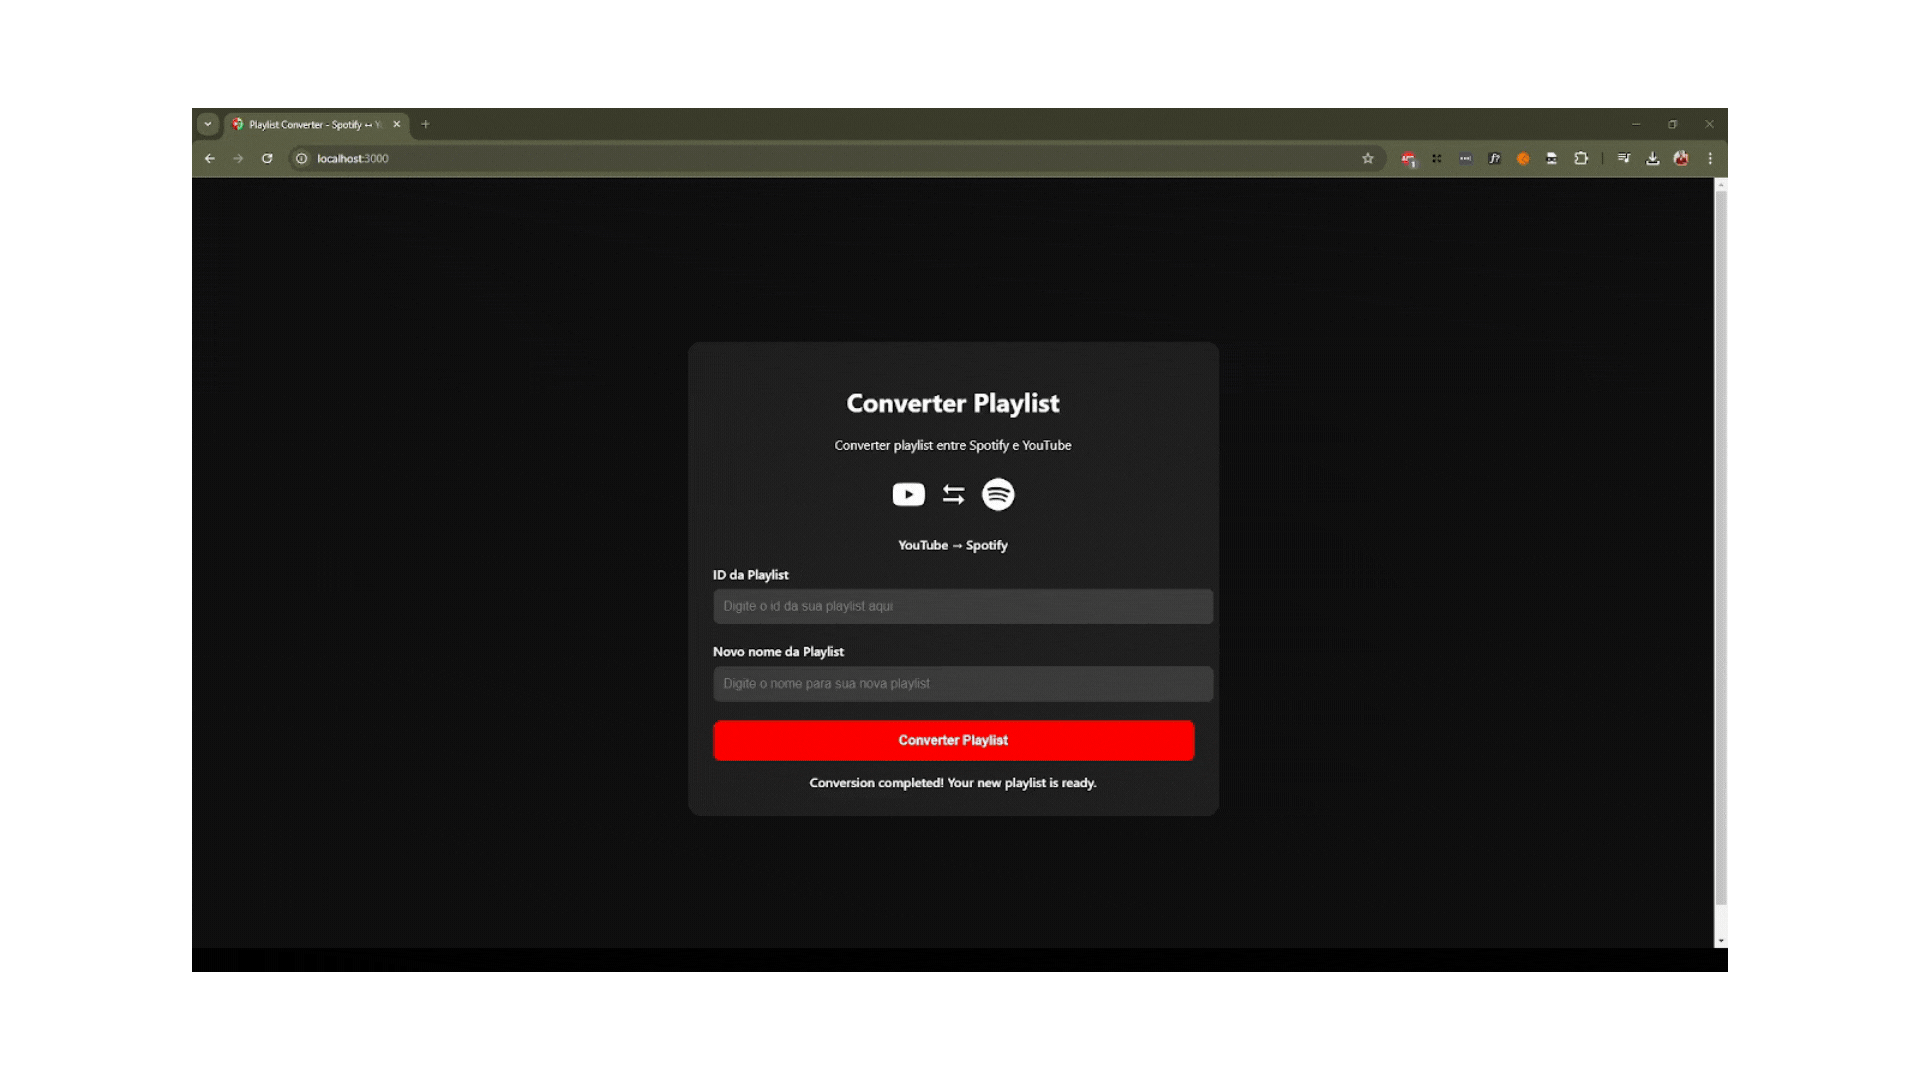 Playlist Converter - Spotify ↔
localhost:3000
Converter Playlist
Converter playlist entre Spotify e YouTube
YouTube → Spotify
ID da Playlist
Digite o id da sua playlist aqui
Novo nome da Playlist
Digite o nome para sua nova playlist
Converter Playlist
Conversion completed! Your new playlist is ready.